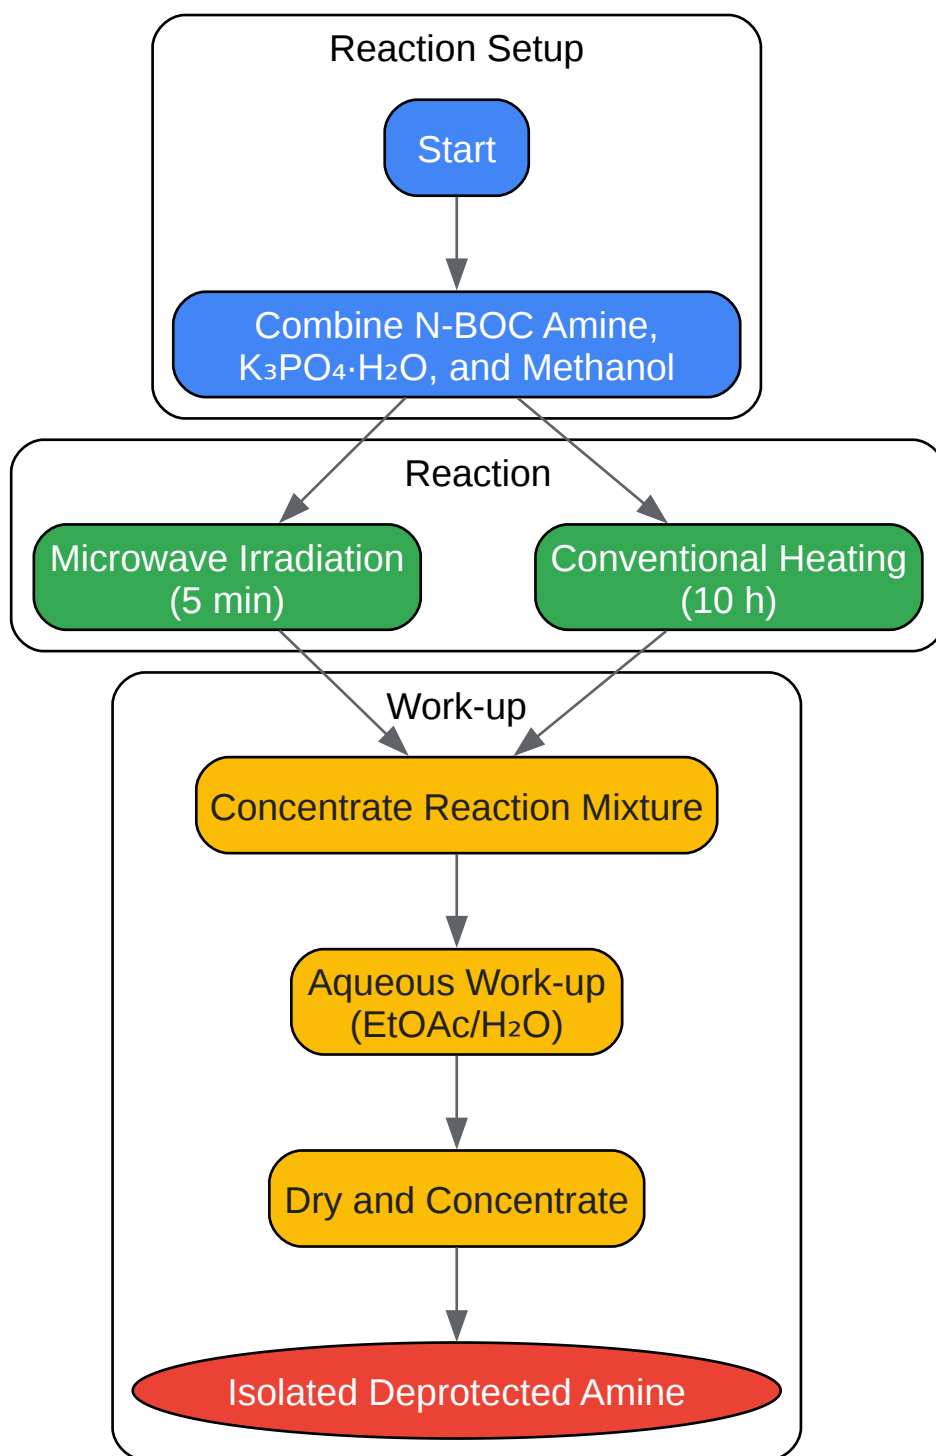 Reaction Setup
Start
Combine N-BOC Amine,
K₃PO₄·H₂O, and Methanol
Reaction
Microwave Irradiation
(5 min)
Conventional Heating
(10 h)
Work-up
Concentrate Reaction Mixture
Aqueous Work-up
(EtOAc/H₂O)
Dry and Concentrate
Isolated Deprotected Amine